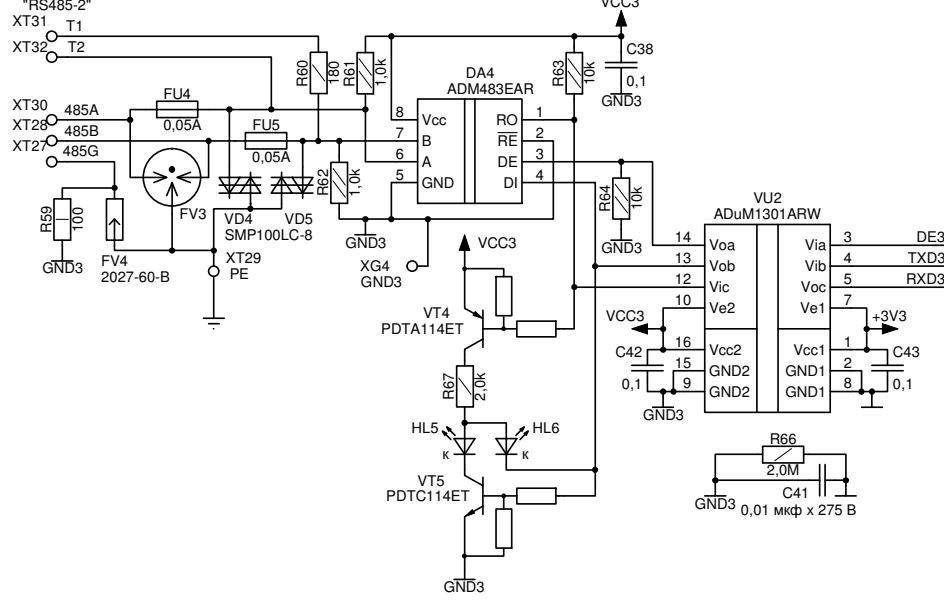 "RS485-2"
VCC3
XT31 T1
XT32 T2
R60 180
R61 1,0k
R63 10k
C38
0,1
GND3
DA4
ADM483EAR
XT30 485A
FU4
0,05A
XT28 485B
FU5
0,05A
XT27 485G
8 Vcc RO 1
7 B RE 2
6 A DE 3
5 GND DI 4
R59 100
GND3
FV3
FV4
2027-60-B
VD4 VD5
SMP100LC-8
R62 1,0k
GND3
XT29
PE
XG4
GND3
R64 10k
GND3
VU2
ADuM1301ARW
14 Voa Via 3 DE3
13 Vob Vib 4 TXD3
12 Vic Voc 5 RXD3
10 Ve2 Ve1 7
VCC3 +3V3
16 Vcc2 Vcc1 1
15 GND2 GND1 2
9 GND2 GND1 8
C42
0,1
GND3
C43
0,1
VCC3
VT4
PDTA114ET
R67 2,0k
HL5 HL6
к к
VT5
PDTC114ET
GND3
R66
2,0M
C41
GND3 0,01 мкф x 275 В